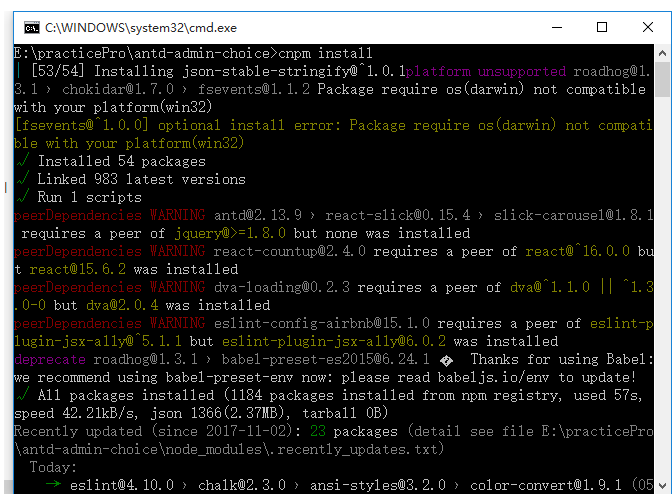 C:\WINDOWS\system32\cmd.exe
E:\practicePro\antd-admin-choice>cnpm install
| [53/54] Installing json-stable-stringify@^1.0.1platform unsupported roadhog@1.
3.1 › chokidar@1.7.0 › fsevents@1.1.2 Package require os(darwin) not compatible
with your platform(win32)
[fsevents@^1.0.0] optional install error: Package require os(darwin) not compati
ble with your platform(win32)
√ Installed 54 packages
√ Linked 983 latest versions
√ Run 1 scripts
peerDependencies WARNING antd@2.13.9 › react-slick@0.15.4 › slick-carousel@1.8.1
requires a peer of jquery@>=1.8.0 but none was installed
peerDependencies WARNING react-countup@2.4.0 requires a peer of react@^16.0.0 bu
t react@15.6.2 was installed
peerDependencies WARNING dva-loading@0.2.3 requires a peer of dva@^1.1.0 || ^1.3
.0-0 but dva@2.0.4 was installed
peerDependencies WARNING eslint-config-airbnb@15.1.0 requires a peer of eslint-p
lugin-jsx-a11y@^5.1.1 but eslint-plugin-jsx-a11y@6.0.2 was installed
deprecate roadhog@1.3.1 › babel-preset-es2015@6.24.1 � Thanks for using Babel:
we recommend using babel-preset-env now: please read babeljs.io/env to update!
√ All packages installed (1184 packages installed from npm registry, used 57s,
speed 42.21kB/s, json 1366(2.37MB), tarball 0B)
Recently updated (since 2017-11-02): 23 packages (detail see file E:\practicePro
\antd-admin-choice\node_modules\.recently_updates.txt)
Today:
→ eslint@4.10.0 › chalk@2.3.0 › ansi-styles@3.2.0 › color-convert@1.9.1 (05